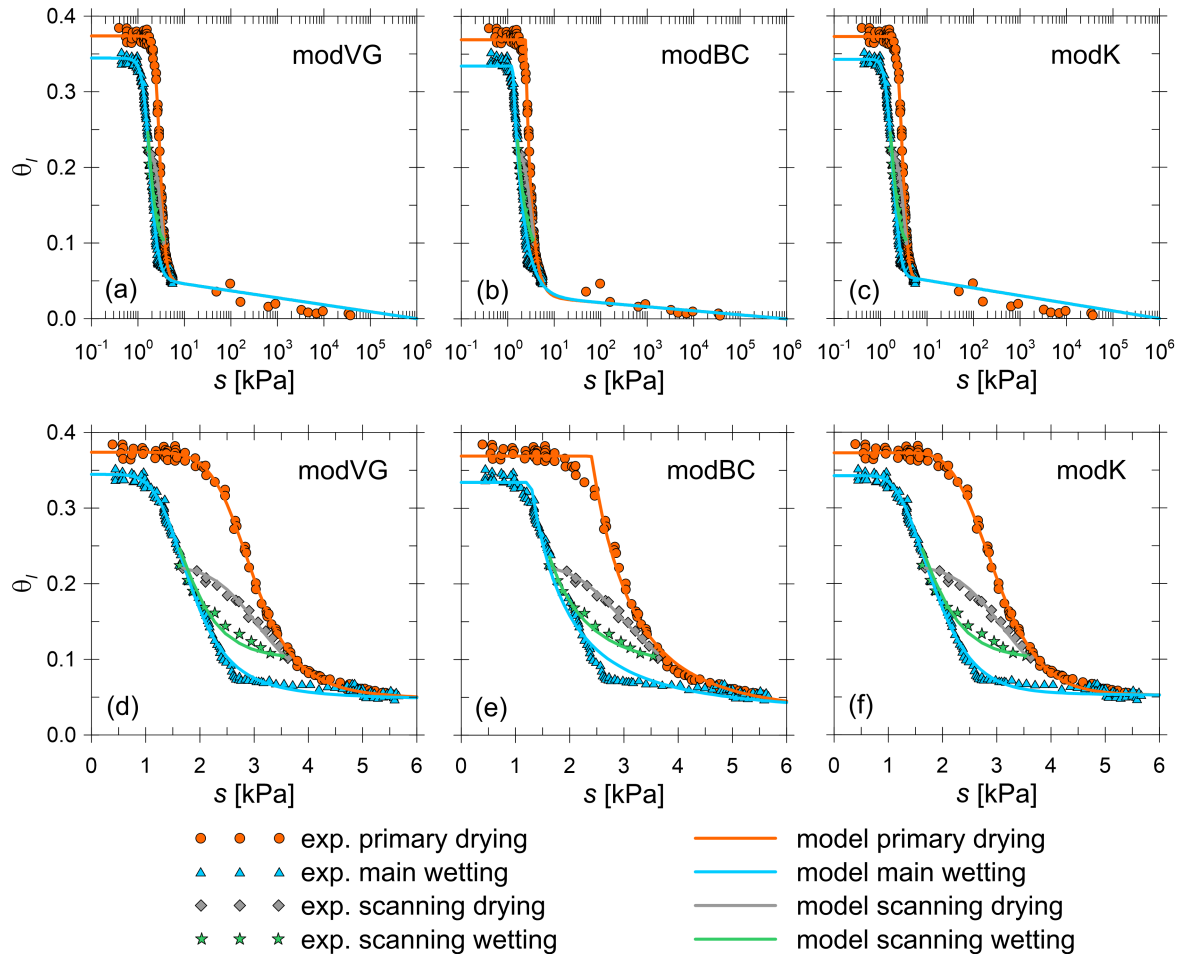 modVG modBC modK
0.4
0.3
0.2
0.1
0.0
θl
(a) (b) (c)
10-1 100 101 102 103 104 105 106 10-1 100 101 102 103 104 105 106 10-1 100 101 102 103 104 105 106
s [kPa] s [kPa] s [kPa]
modVG modBC modK
0.4
0.3
0.2
0.1
0.0
θl
(d) (e) (f)
0 1 2 3 4 5 6 0 1 2 3 4 5 6 0 1 2 3 4 5 6
s [kPa] s [kPa] s [kPa]
exp. primary drying model primary drying
exp. main wetting model main wetting
exp. scanning drying model scanning drying
exp. scanning wetting model scanning wetting